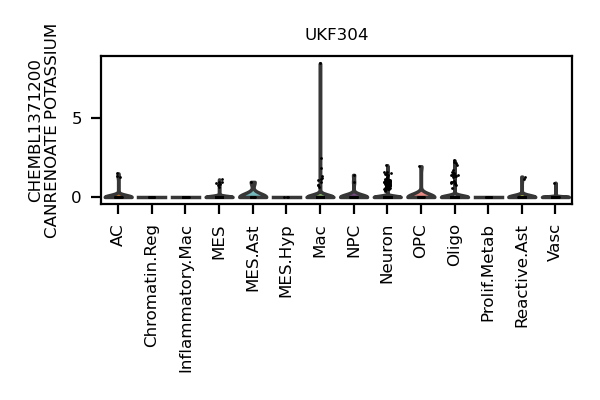 UKF304
CHEMBL1371200
CANRENOATE POTASSIUM
5
0
AC
Chromatin.Reg
Inflammatory.Mac
MES
MES.Ast
MES.Hyp
Mac
NPC
Neuron
OPC
Oligo
Prolif.Metab
Reactive.Ast
Vasc